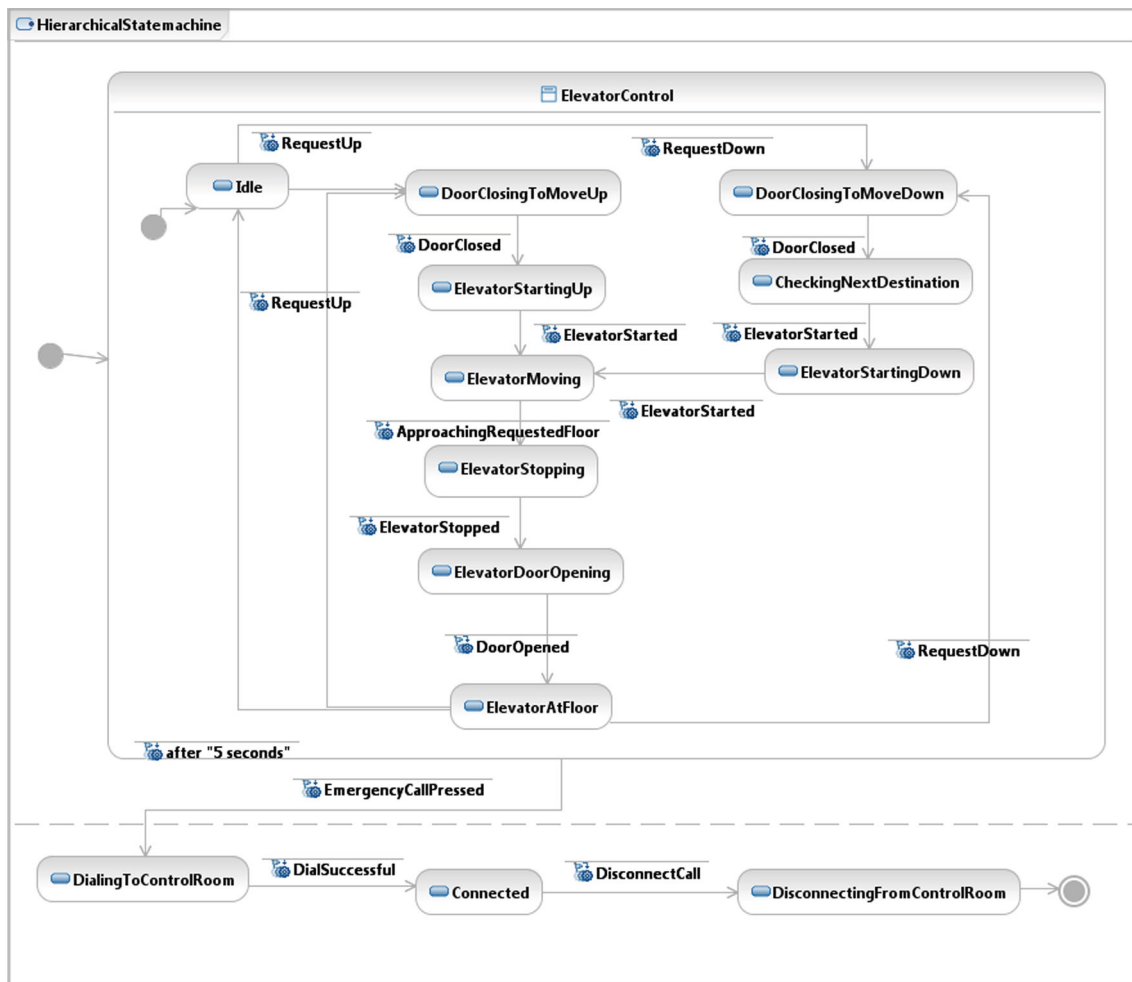 HierarchicalStatemachine
ElevatorControl
RequestUp
RequestDown
Idle
DoorClosingToMoveUp
DoorClosingToMoveDown
DoorClosed
DoorClosed
ElevatorStartingUp
CheckingNextDestination
RequestUp
ElevatorStarted
ElevatorStarted
ElevatorMoving
ElevatorStartingDown
ElevatorStarted
ApproachingRequestedFloor
ElevatorStopping
ElevatorStopped
ElevatorDoorOpening
DoorOpened
RequestDown
ElevatorAtFloor
after "5 seconds"
EmergencyCallPressed
DialingToControlRoom
DialSuccessful
Connected
DisconnectCall
DisconnectingFromControlRoom